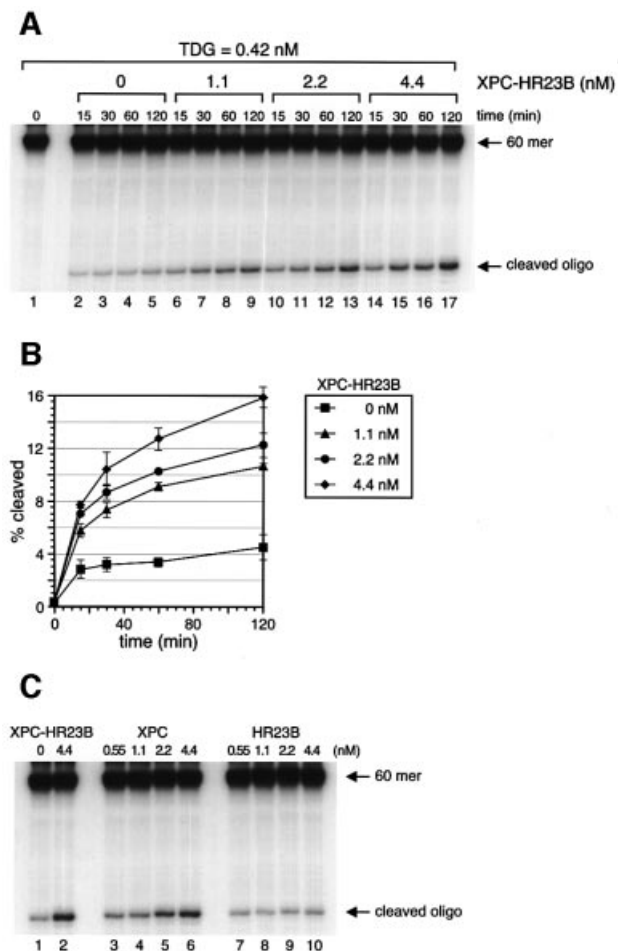 A
TDG = 0.42 nM
0 1.1 2.2 4.4 XPC-HR23B (nM)
0 15 30 60 120 15 30 60 120 15 30 60 120 15 30 60 120 time (min)
60 mer
cleaved oligo
1 2 3 4 5 6 7 8 9 10 11 12 13 14 15 16 17
B
16
12
8
4
0
% cleaved
0 40 80 120
time (min)
XPC-HR23B
0 nM
1.1 nM
2.2 nM
4.4 nM
C
XPC-HR23B XPC HR23B
0 4.4 0.55 1.1 2.2 4.4 0.55 1.1 2.2 4.4 (nM)
60 mer
cleaved oligo
1 2 3 4 5 6 7 8 9 10